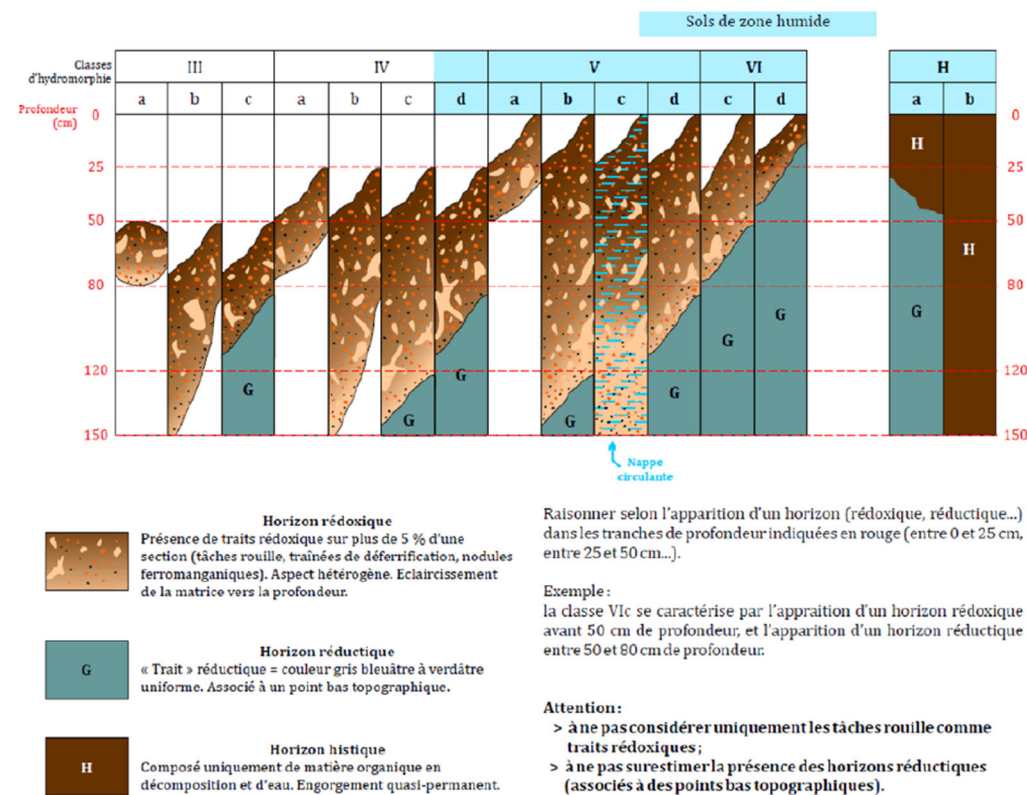 Sols de zone humide
Classes
d'hydromorphie
III
IV
V
VI
H
a
b
c
a
b
c
d
a
b
c
d
c
d
a
b
Profondeur
(cm)
0
25
50
80
120
150
0
25
50
80
120
150
G
G
G
G
G
G
G
H
G
H
Nappe
circulante
Horizon rédoxique
Présence de traits rédoxique sur plus de 5 % d'une
section (tâches rouille, traînées de déferrification, nodules
ferromanganiques). Aspect hétérogène. Eclaircissement
de la matrice vers la profondeur.
G
Horizon réductique
« Trait » réductique = couleur gris bleuâtre à verdâtre
uniforme. Associé à un point bas topographique.
H
Horizon histique
Composé uniquement de matière organique en
décomposition et d'eau. Engorgement quasi-permanent.
Raisonner selon l'apparition d'un horizon (rédoxique, réductique...)
dans les tranches de profondeur indiquées en rouge (entre 0 et 25 cm,
entre 25 et 50 cm...).
Exemple :
la classe VIc se caractérise par l'appraition d'un horizon rédoxique
avant 50 cm de profondeur, et l'apparition d'un horizon réductique
entre 50 et 80 cm de profondeur.
Attention :
> à ne pas considérer uniquement les tâches rouille comme
traits rédoxiques ;
> à ne pas surestimer la présence des horizons réductiques
(associés à des points bas topographiques).